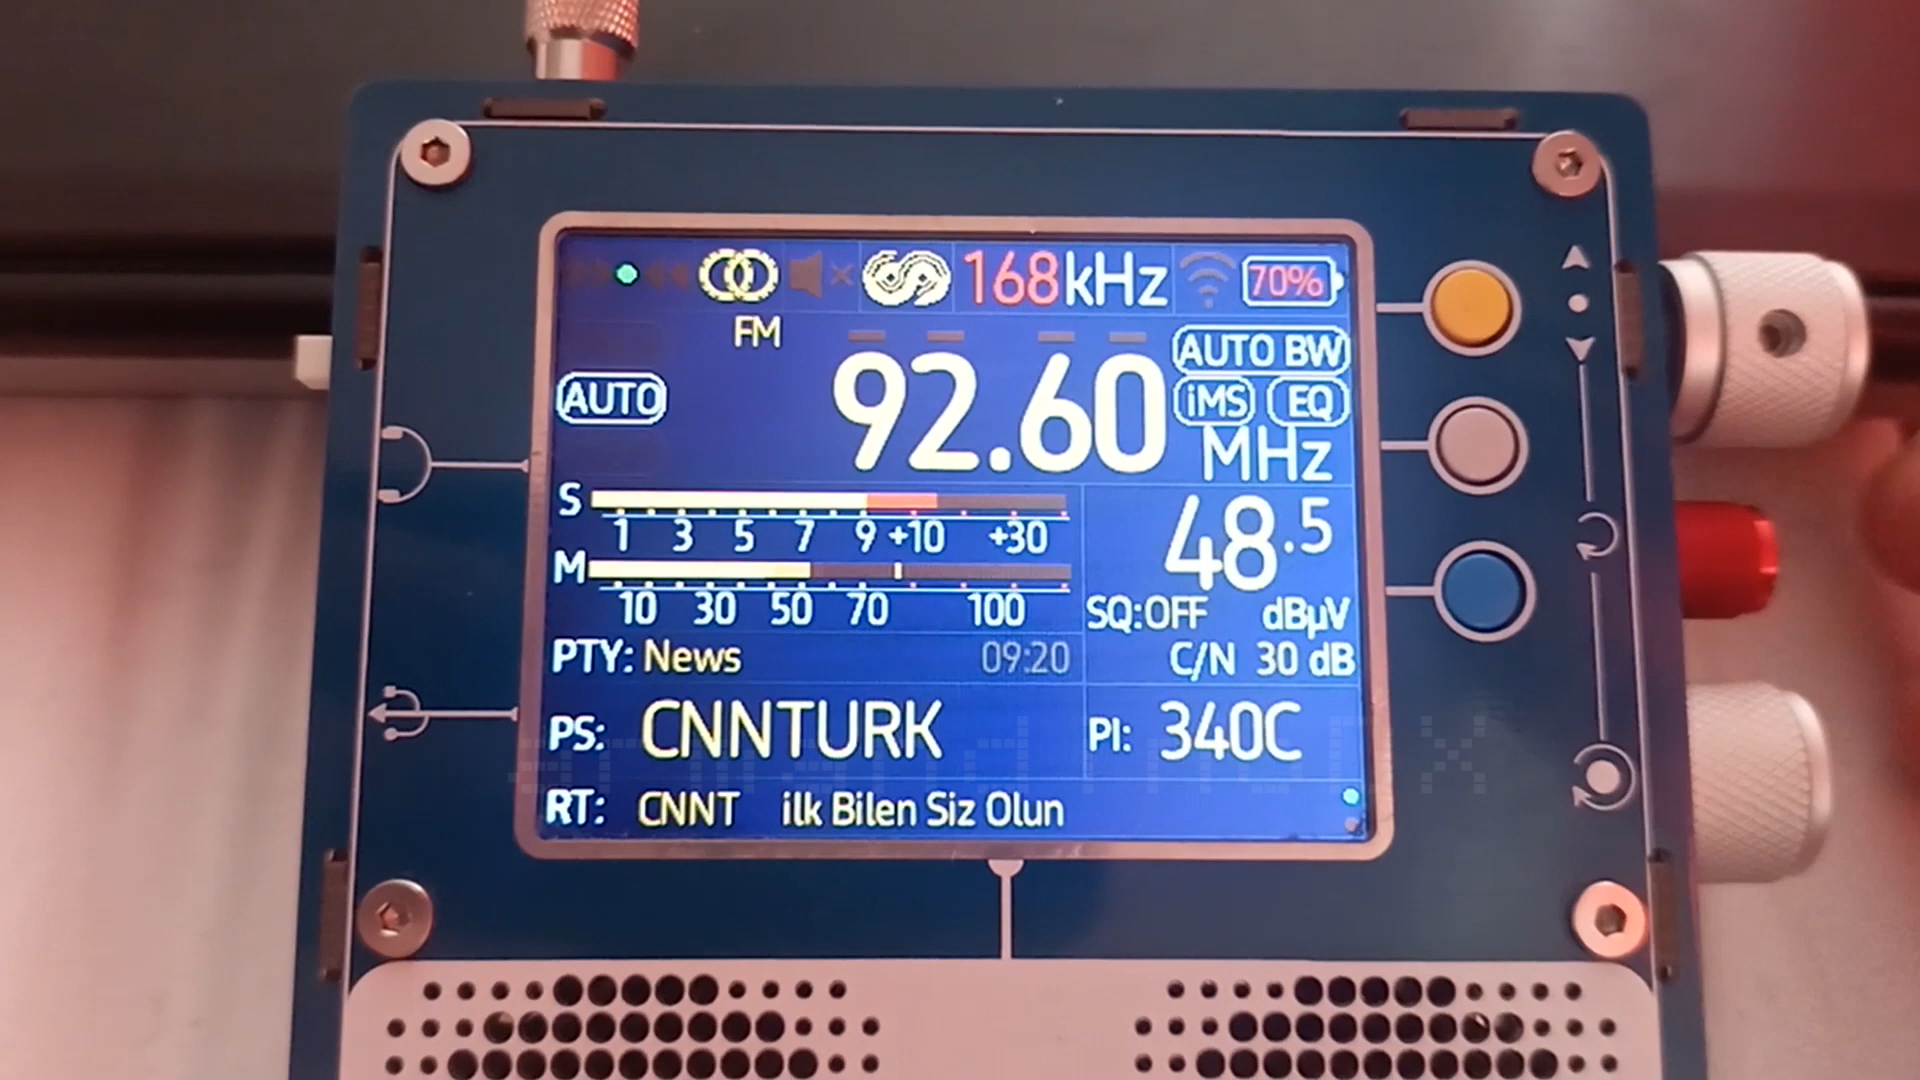 168kHz 70%
FM
AUTO BW
AUTO 92.60 iMS EQ
MHz
S
1 3 5 7 9 +10 +30
48.5
M
10 30 50 70 100
SQ:OFF dBµV
PTY: News 09:20
C/N 30 dB
PS: CNNTURK
PI: 340C
RT: CNNT ilk Bilen Siz Olun